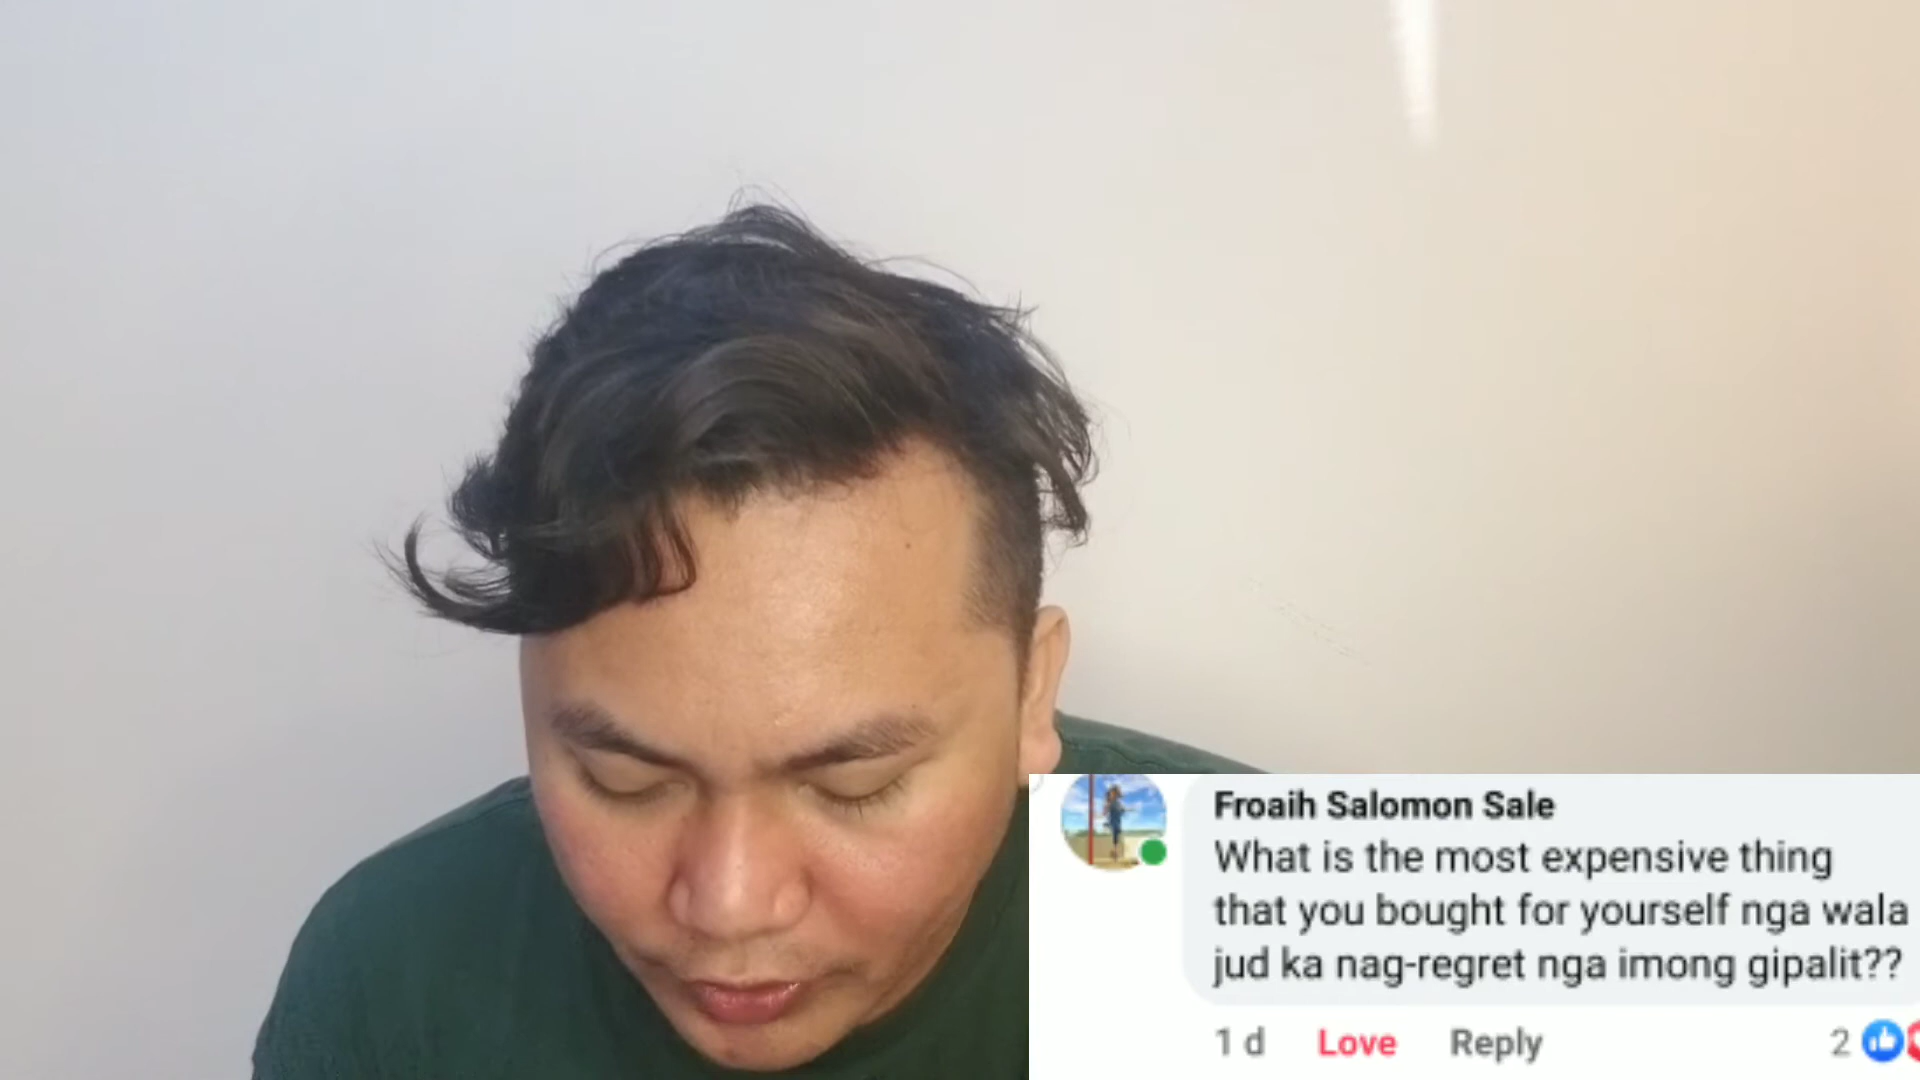 Froaih Salomon Sale
What is the most expensive thing
that you bought for yourself nga wala
jud ka nag-regret nga imong gipalit??
1 d Love Reply 2